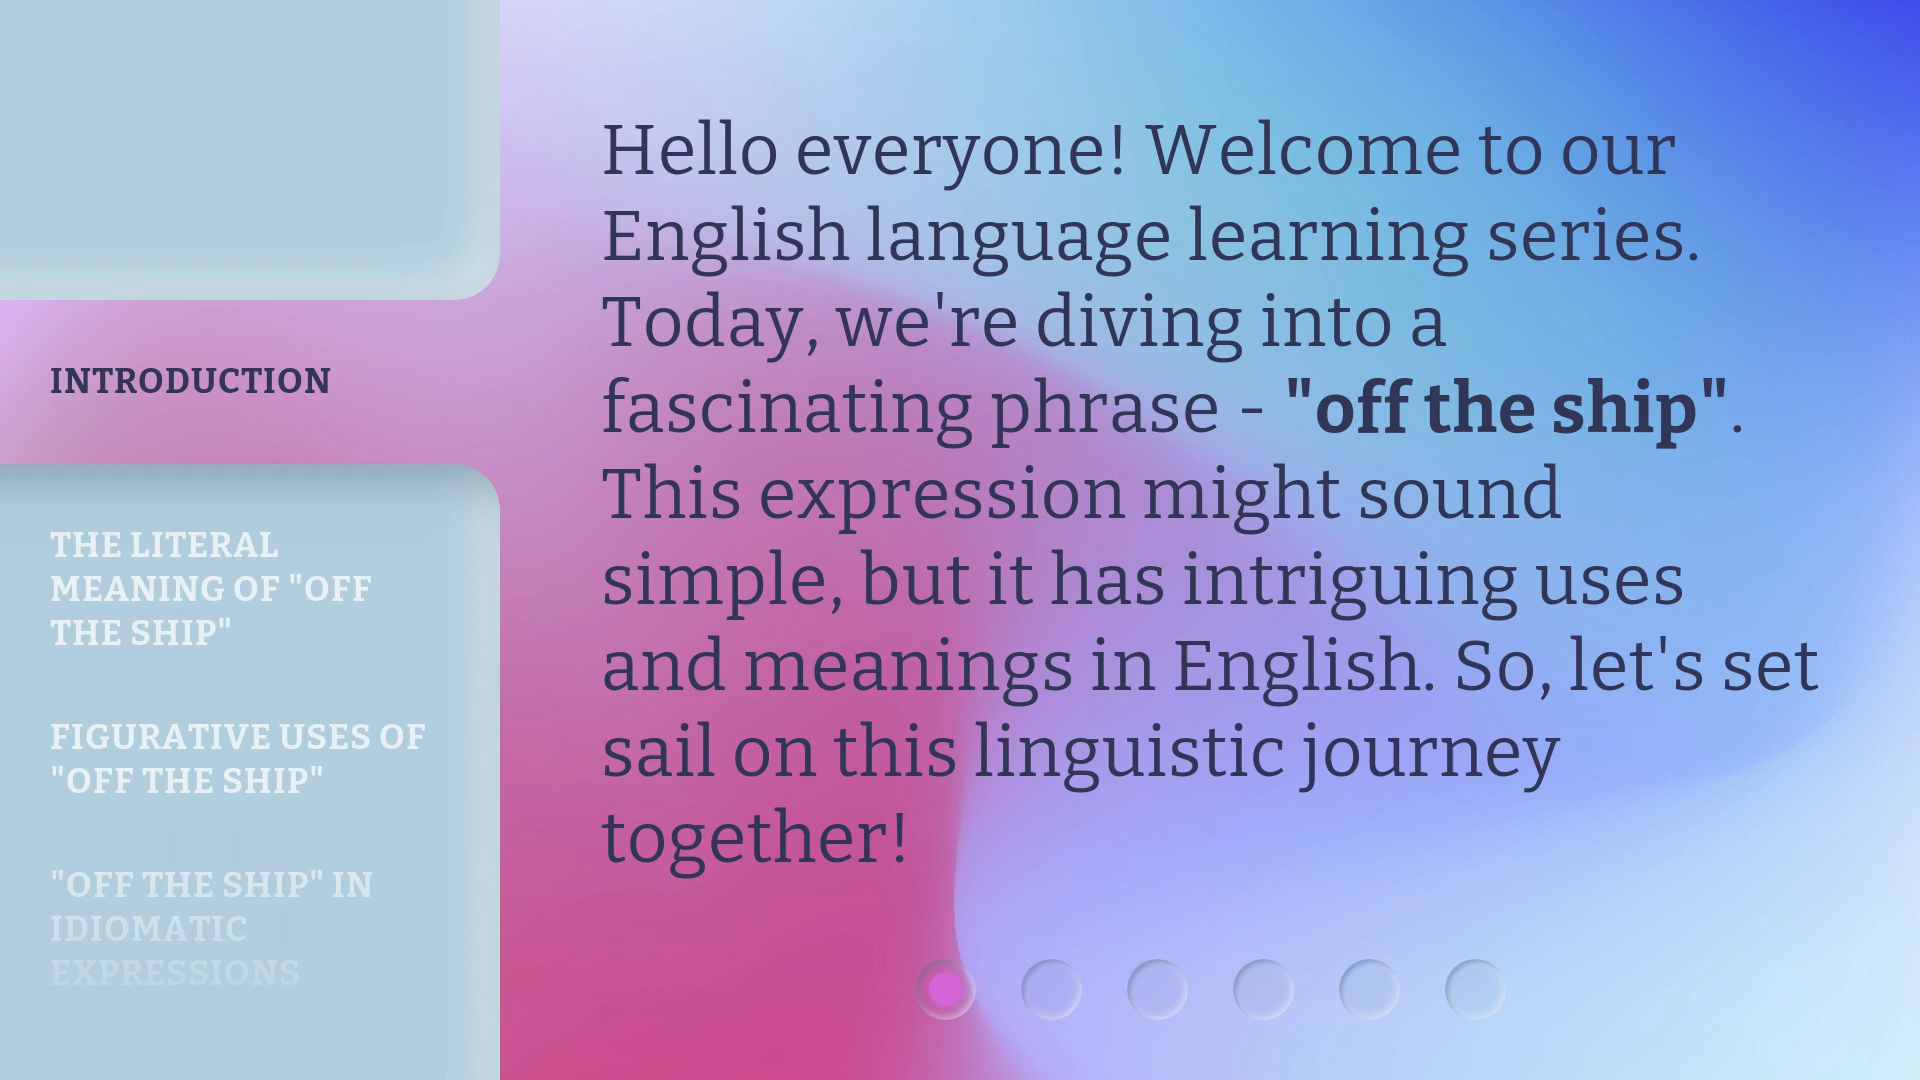 INTRODUCTION
THE LITERAL
MEANING OF "OFF
THE SHIP"
FIGURATIVE USES OF
"OFF THE SHIP"
"OFF THE SHIP" IN
IDIOMATIC
EXPRESSIONS
Hello everyone! Welcome to our
English language learning series.
Today, we're diving into a
fascinating phrase - "off the ship".
This expression might sound
simple, but it has intriguing uses
and meanings in English. So, let's set
sail on this linguistic journey
together!